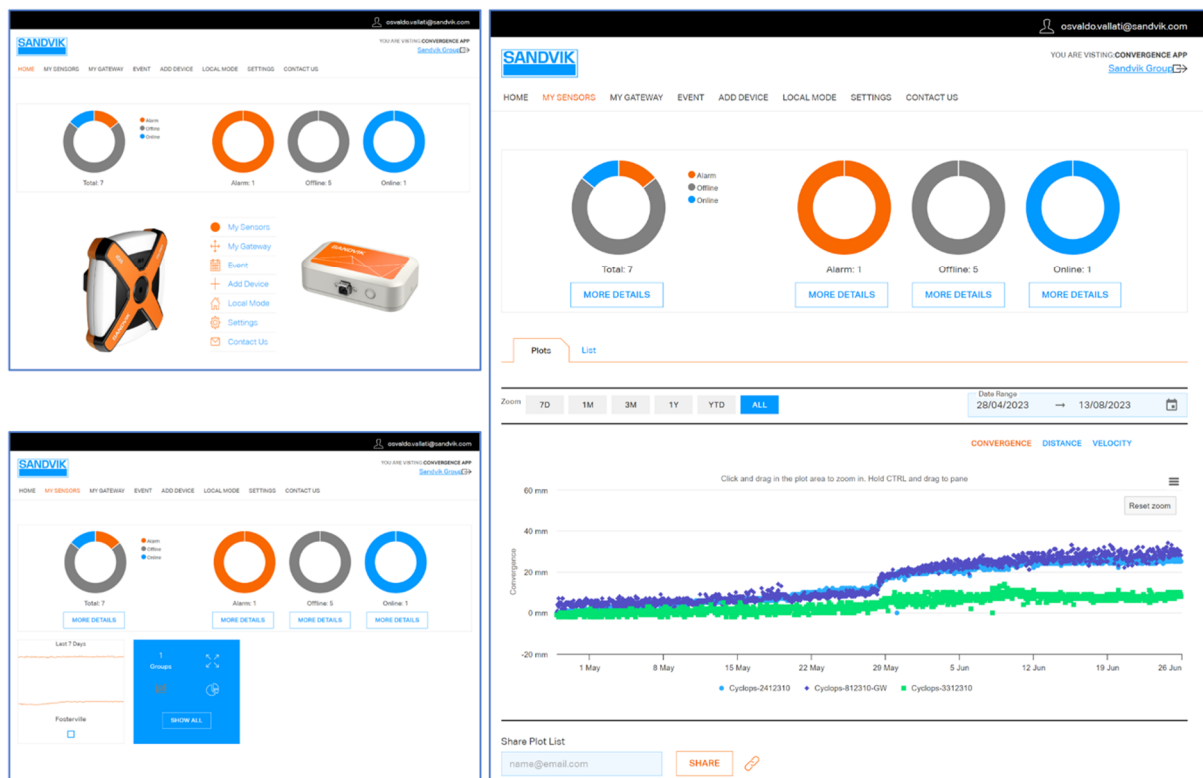 osvaldo.vallati@sandvik.com
SANDVIK
YOU ARE VISTING:CONVERGENCE APP
Sandvik Group
HOME MY SENSORS MY GATEWAY EVENT ADD DEVICE LOCAL MODE SETTINGS CONTACT US
Alarm
Offline
Online
Total: 7 Alarm: 1 Offline: 5 Online: 1
My Sensors
My Gateway
Event
Add Device
Local Mode
Settings
Contact Us
SANDVIK
SANDVIK
osvaldo.vallati@sandvik.com
SANDVIK
YOU ARE VISTING:CONVERGENCE APP
Sandvik Group
HOME MY SENSORS MY GATEWAY EVENT ADD DEVICE LOCAL MODE SETTINGS CONTACT US
Alarm
Offline
Online
Total: 7 Alarm: 1 Offline: 5 Online: 1
MORE DETAILS MORE DETAILS MORE DETAILS MORE DETAILS
Last 7 Days
Fosterville
1
Groups
SHOW ALL
osvaldo.vallati@sandvik.com
SANDVIK
YOU ARE VISTING:CONVERGENCE APP
Sandvik Group
HOME MY SENSORS MY GATEWAY EVENT ADD DEVICE LOCAL MODE SETTINGS CONTACT US
Alarm
Offline
Online
Total: 7 Alarm: 1 Offline: 5 Online: 1
MORE DETAILS MORE DETAILS MORE DETAILS MORE DETAILS
Plots List
Zoom 7D 1M 3M 1Y YTD ALL
Date Range
28/04/2023 → 13/08/2023
CONVERGENCE DISTANCE VELOCITY
Click and drag in the plot area to zoom in. Hold CTRL and drag to pane
Reset zoom
60 mm
40 mm
20 mm
0 mm
-20 mm
Convergence
1 May 8 May 15 May 22 May 29 May 5 Jun 12 Jun 19 Jun 26 Jun
Cyclops-2412310 Cyclops-812310-GW Cyclops-3312310
Share Plot List
name@email.com
SHARE